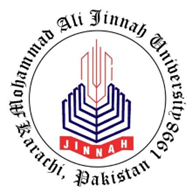 Mohammad Ali Jinnah University
JINNAH
Karachi, Pakistan 1998